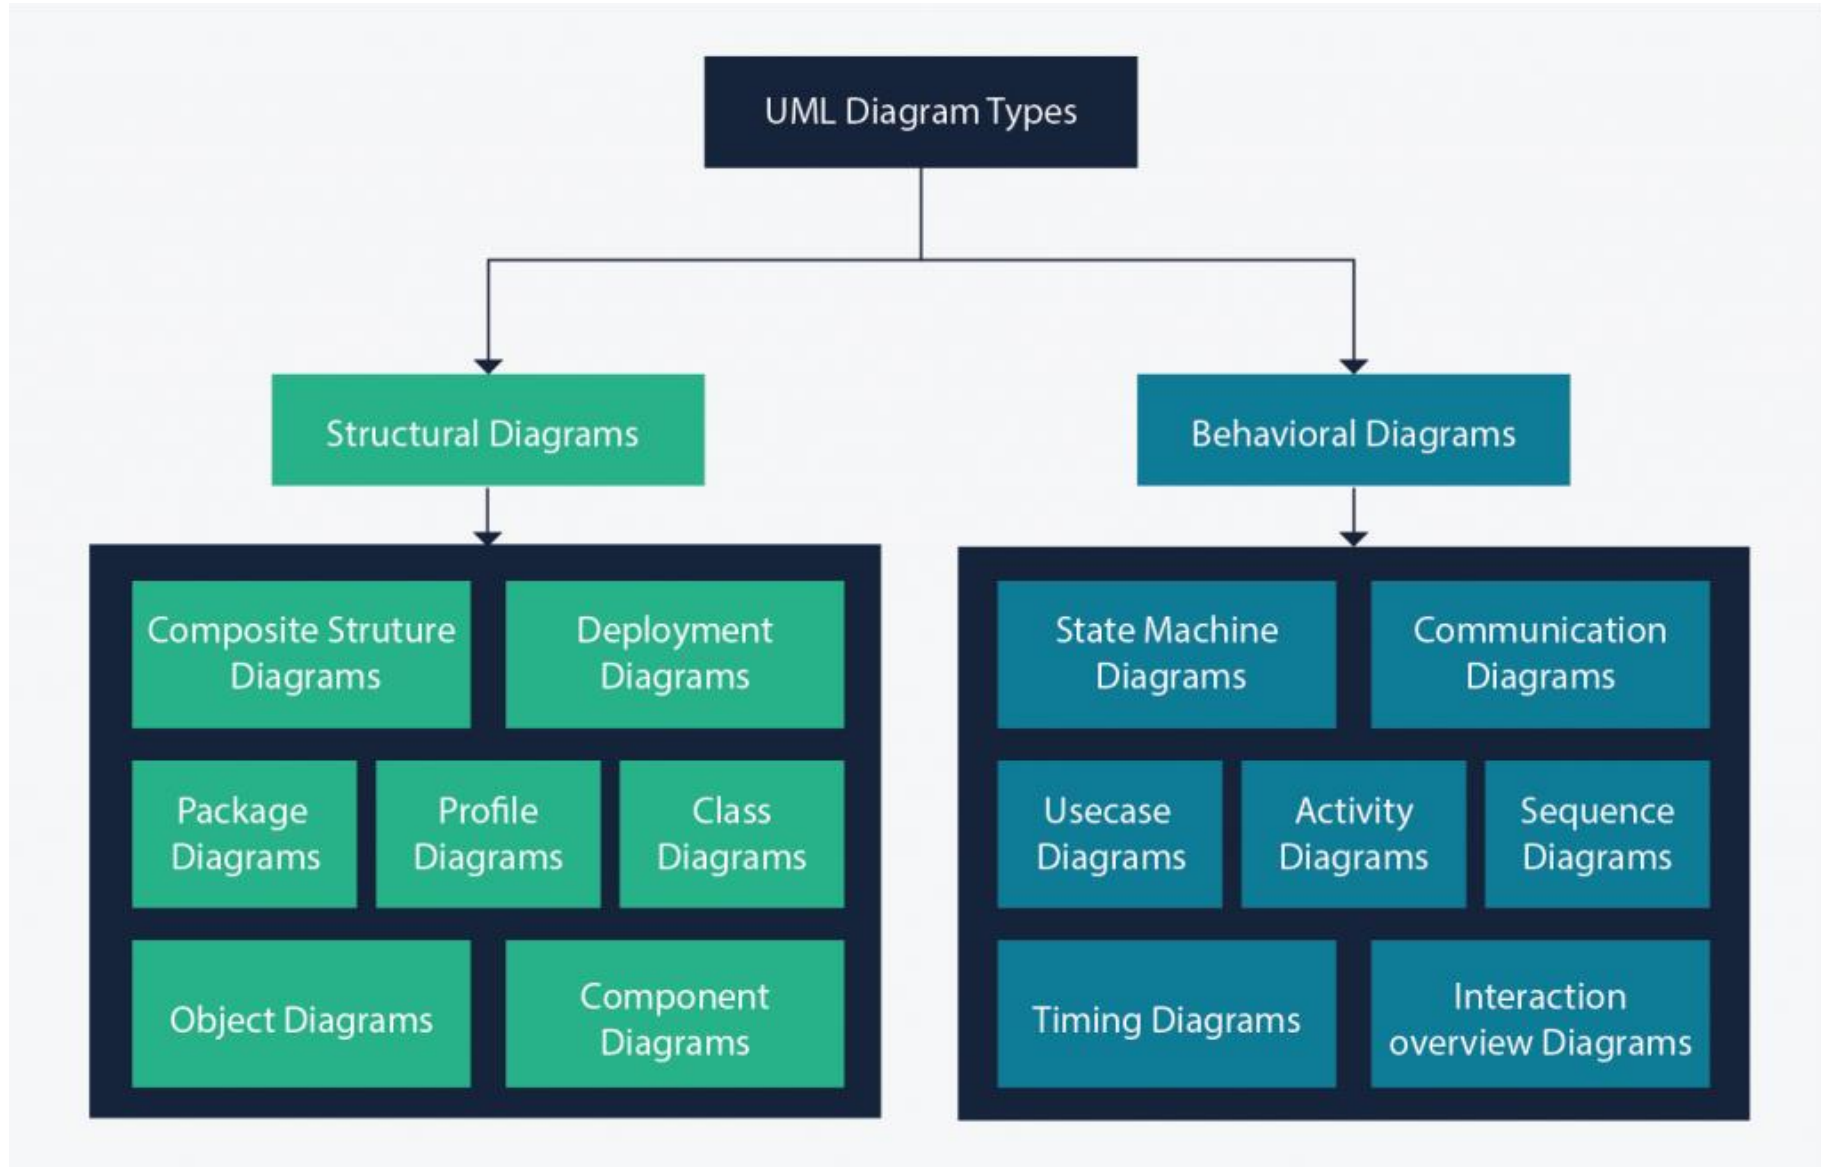 UML Diagram Types
Structural Diagrams
Behavioral Diagrams
Composite Struture
Diagrams
Deployment
Diagrams
Package
Diagrams
Profile
Diagrams
Class
Diagrams
Object Diagrams
Component
Diagrams
State Machine
Diagrams
Communication
Diagrams
Usecase
Diagrams
Activity
Diagrams
Sequence
Diagrams
Timing Diagrams
Interaction
overview Diagrams